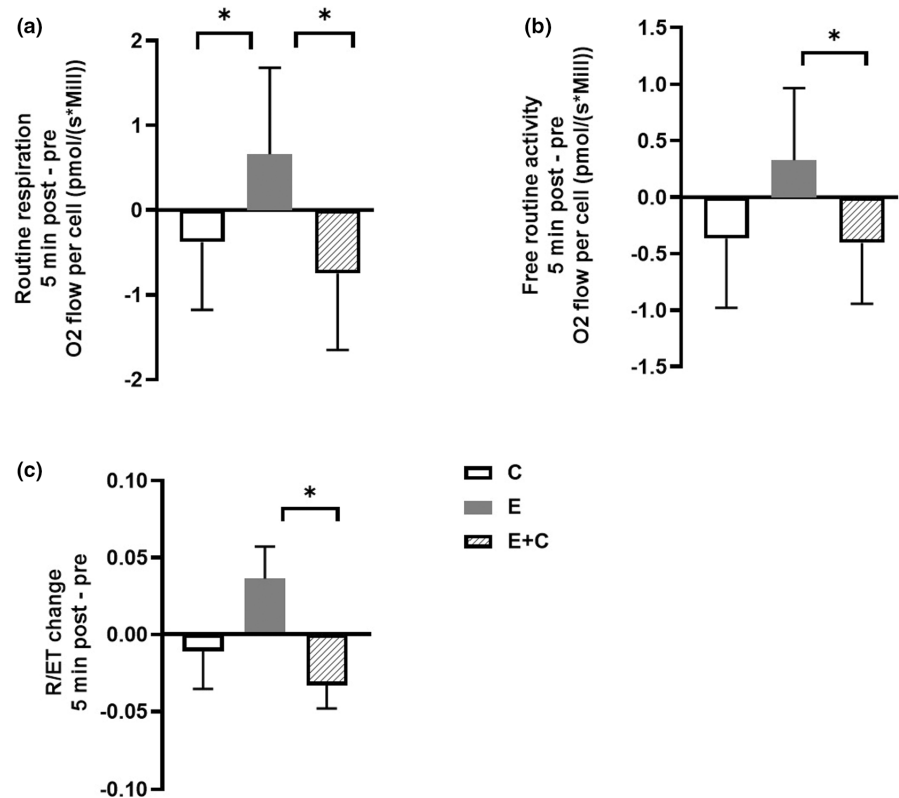 (a)
Routine respiration
5 min post - pre
O2 flow per cell (pmol/(s*Mill))
2
1
0
-1
-2
*
*
(b)
Free routine activity
5 min post - pre
O2 flow per cell (pmol/(s*Mill))
1.5
1.0
0.5
0.0
-0.5
-1.0
-1.5
*
(c)
R/ET change
5 min post - pre
0.10
0.05
0.00
-0.05
-0.10
*
C
E
E+C